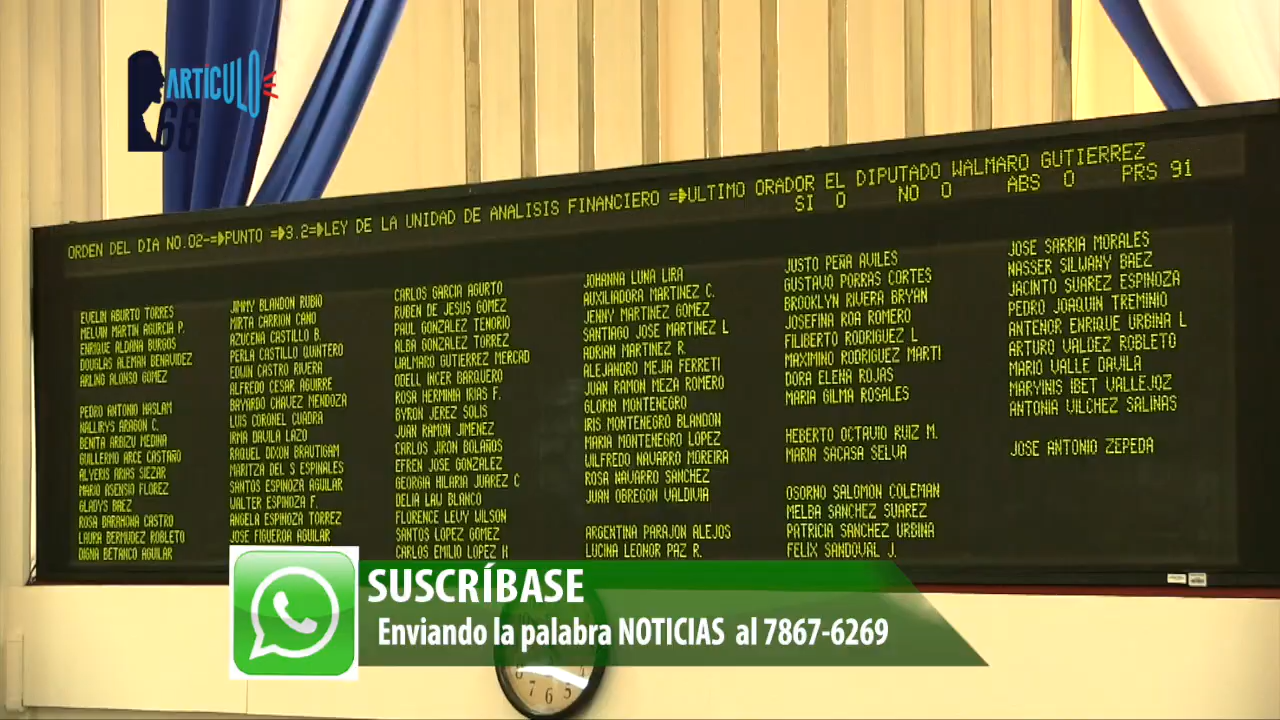 ARTÍCULO
66
ORDEN DEL DIA NO.02-=>PUNTO =>3.2=>LEY DE LA UNIDAD DE ANALISIS FINANCIERO =>ULTIMO ORADOR EL DIPUTADO WALMARO GUTIERREZ
SI 0 NO 0 ABS 0 PRS 91
EVELIN ABURTO TORRES
MELVIN MARTIN AGURCIA P.
ENRIQUE ALDANA BURGOS
DOUGLAS ALEMAN BENAVIDEZ
ARLING ALONSO GOMEZ
PEDRO ANTONIO HASLAM
WALLIRYS ARAGON C.
BENITA ARBIZU MEDINA
GUILLERMO ARCE CASTAÑO
ALYERIS ARIAS SIEZAR
MARIO ASENSIO FLOREZ
GLADYS BAEZ
ROSA BARAHONA CASTRO
LAURA BERMUDEZ ROBLETO
DIGNA BETANCO AGUILAR
JIMMY BLANDON RUBIO
MIRTA CARRION CANO
AZUCENA CASTILLO B.
PERLA CASTILLO QUINTERO
EDWIN CASTRO RIVERA
ALFREDO CESAR AGUIRRE
BAYARDO CHAVEZ MENDOZA
LUIS CORONEL CUADRA
IRMA DAVILA LAZO
RAQUEL DIXON BRAUTIGAM
MARITZA DEL S ESPINALES
SANTOS ESPINOZA AGUILAR
WALTER ESPINOZA F.
ANGELA ESPINOZA TORREZ
JOSE FIGUEROA AGUILAR
CARLOS GARCIA AGURTO
RUBEN DE JESUS GOMEZ
PAUL GONZALEZ TENORIO
ALBA GONZALEZ TORREZ
WALMARO GUTIERREZ MERCAD
ODELL INCER BARQUERO
ROSA HERMINIA IRIAS F.
BYRON JEREZ SOLIS
JUAN RAMON JIMENEZ
CARLOS JIRON BOLAÑOS
EFREN JOSE GONZALEZ
GEORGIA HILARIA JUAREZ C
DELIA LAW BLANCO
FLORENCE LEVY WILSON
SANTOS LOPEZ GOMEZ
CARLOS EMILIO LOPEZ H
JOHANNA LUNA LIRA
AUXILIADORA MARTINEZ C.
JENNY MARTINEZ GOMEZ
SANTIAGO JOSE MARTINEZ L
ADRIAN MARTINEZ R.
ALEJANDRO MEJIA FERRETI
JUAN RAMON MEZA ROMERO
GLORIA MONTENEGRO
IRIS MONTENEGRO BLANDON
MARIA MONTENEGRO LOPEZ
WILFREDO NAVARRO MOREIRA
ROSA NAVARRO SANCHEZ
JUAN OBREGON VALDIVIA
ARGENTINA PARAJON ALEJOS
LUCINA LEONOR PAZ R.
JUSTO PEÑA AVILES
GUSTAVO PORRAS CORTES
BROOKLYN RIVERA BRYAN
JOSEFINA ROA ROMERO
FILIBERTO RODRIGUEZ L
MAXIMINO RODRIGUEZ MARTI
DORA ELENA ROJAS
MARIA GILMA ROSALES
HEBERTO OCTAVIO RUIZ M.
MARIA SACASA SELVA
OSORNO SALOMON COLEMAN
MELBA SANCHEZ SUAREZ
PATRICIA SANCHEZ URBINA
FELIX SANDOVAL J.
JOSE SARRIA MORALES
NASSER SILWANY BAEZ
JACINTO SUAREZ ESPINOZA
PEDRO JOAQUIN TREMINIO
ANTENOR ENRIQUE URBINA L
ARTURO VALDEZ ROBLETO
MARIO VALLE DAVILA
MARYINIS IBET VALLEJOZ
ANTONIA VILCHEZ SALINAS
JOSE ANTONIO ZEPEDA
SUSCRÍBASE
Enviando la palabra NOTICIAS al 7867-6269
7 6 5